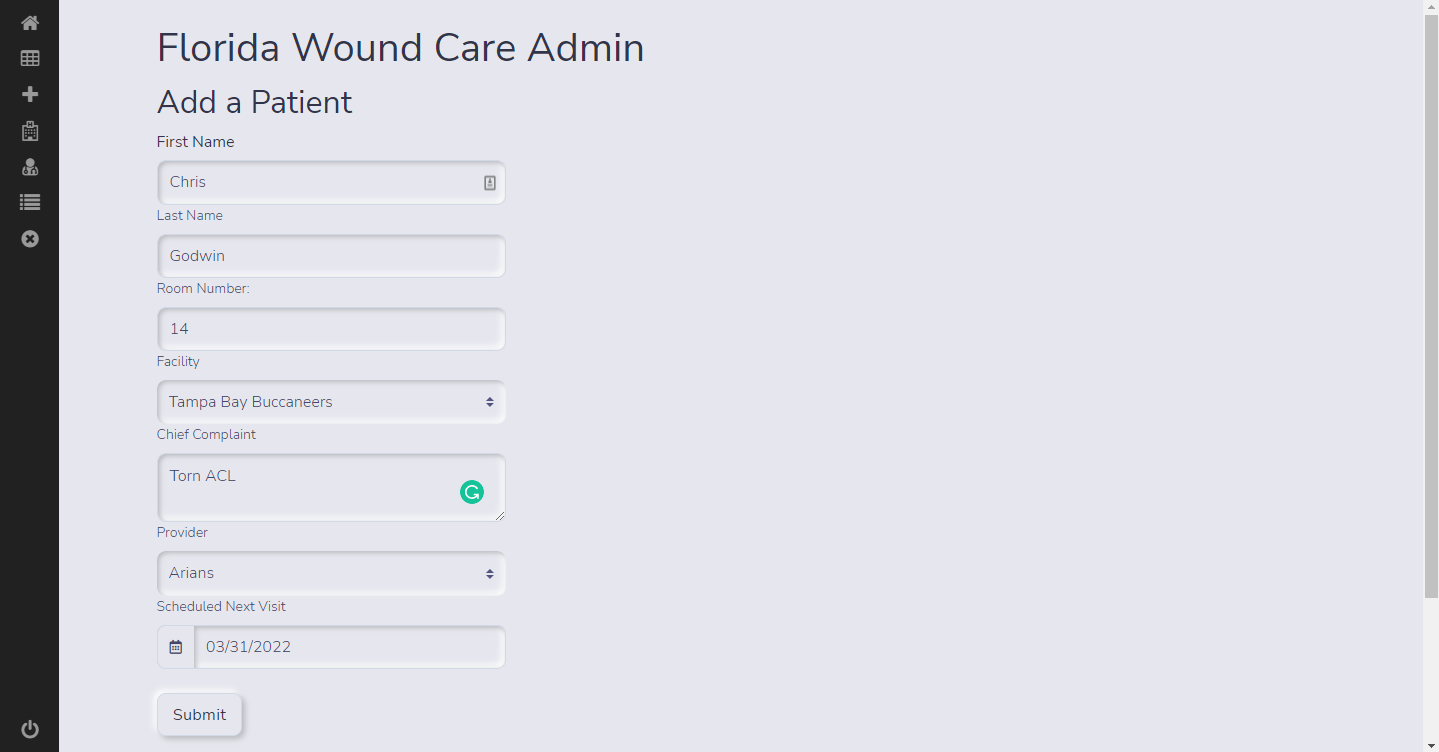 Florida Wound Care Admin
Add a Patient
First Name
Chris
Last Name
Godwin
Room Number:
14
Facility
Tampa Bay Buccaneers
Chief Complaint
Torn ACL
Provider
Arians
Scheduled Next Visit
03/31/2022
Submit